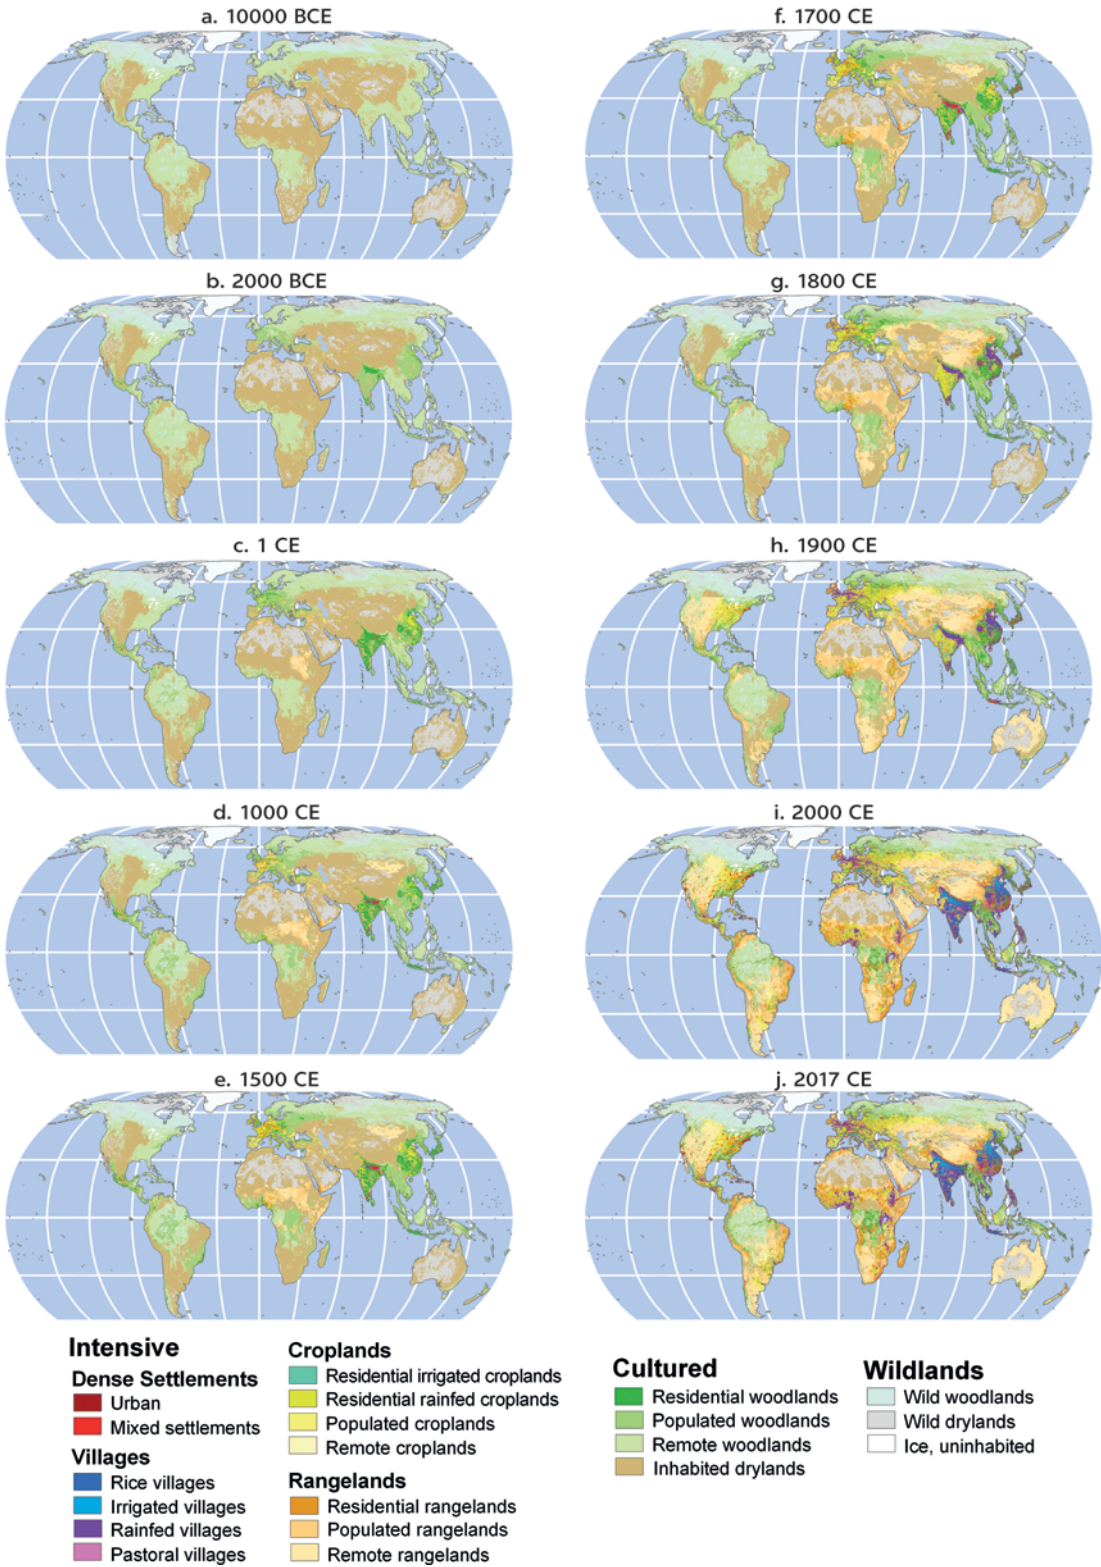 a. 10000 BCE
b. 2000 BCE
c. 1 CE
d. 1000 CE
e. 1500 CE
f. 1700 CE
g. 1800 CE
h. 1900 CE
i. 2000 CE
j. 2017 CE
Intensive
Dense Settlements
Urban
Mixed settlements
Villages
Rice villages
Irrigated villages
Rainfed villages
Pastoral villages
Croplands
Residential irrigated croplands
Residential rainfed croplands
Populated croplands
Remote croplands
Rangelands
Residential rangelands
Populated rangelands
Remote rangelands
Cultured
Residential woodlands
Populated woodlands
Remote woodlands
Inhabited drylands
Wildlands
Wild woodlands
Wild drylands
Ice, uninhabited